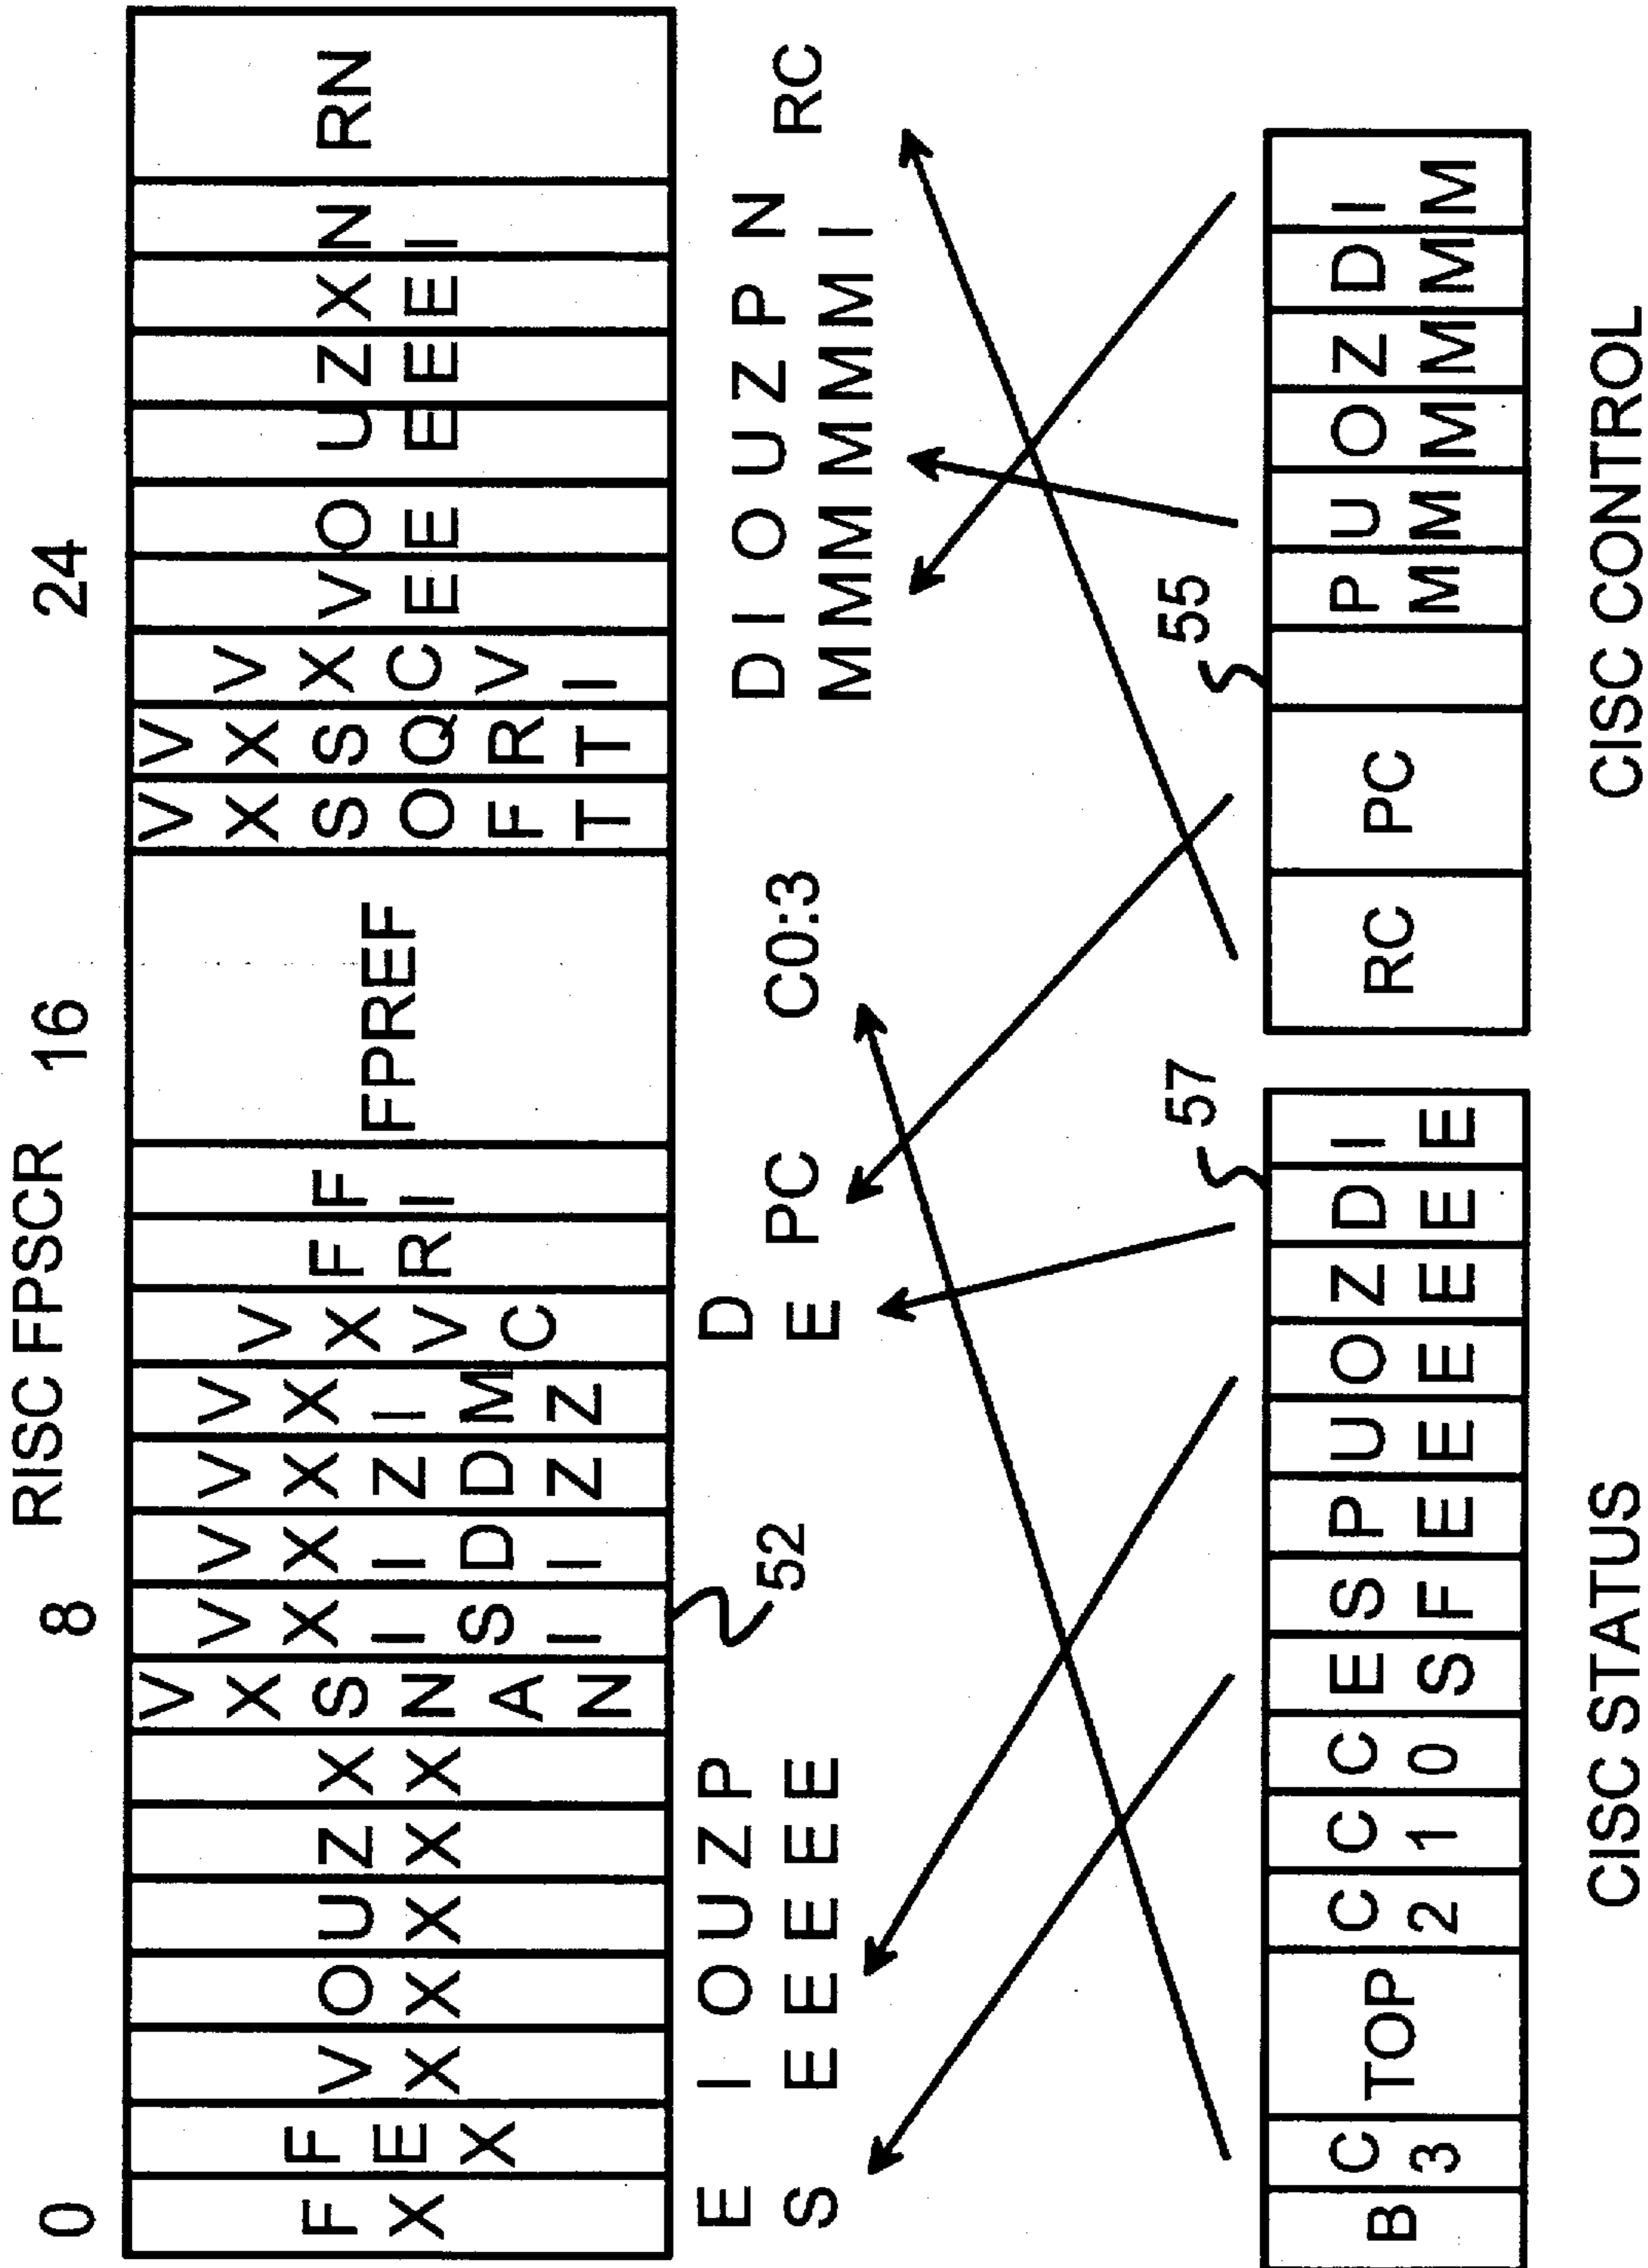 RISC FPSCR
0 8 16 24
FX FEX VX OX UX ZX XX VXSNAN VXISI VXIDI VXZDZ VXIMZ VXVC FR FI FPREF VXSOFT VXSQRT VXCVI VE OE UE ZE XE NI RN
ES IE OE UE ZE PE DE PC C0:3 DM IM OM UM ZM PM NI RC
52
57
55
B C3 TOP C2 C1 C0 ES SF PE UE OE ZE DE IE
RC PC PM UM OM ZM DM IM
CISC STATUS
CISC CONTROL